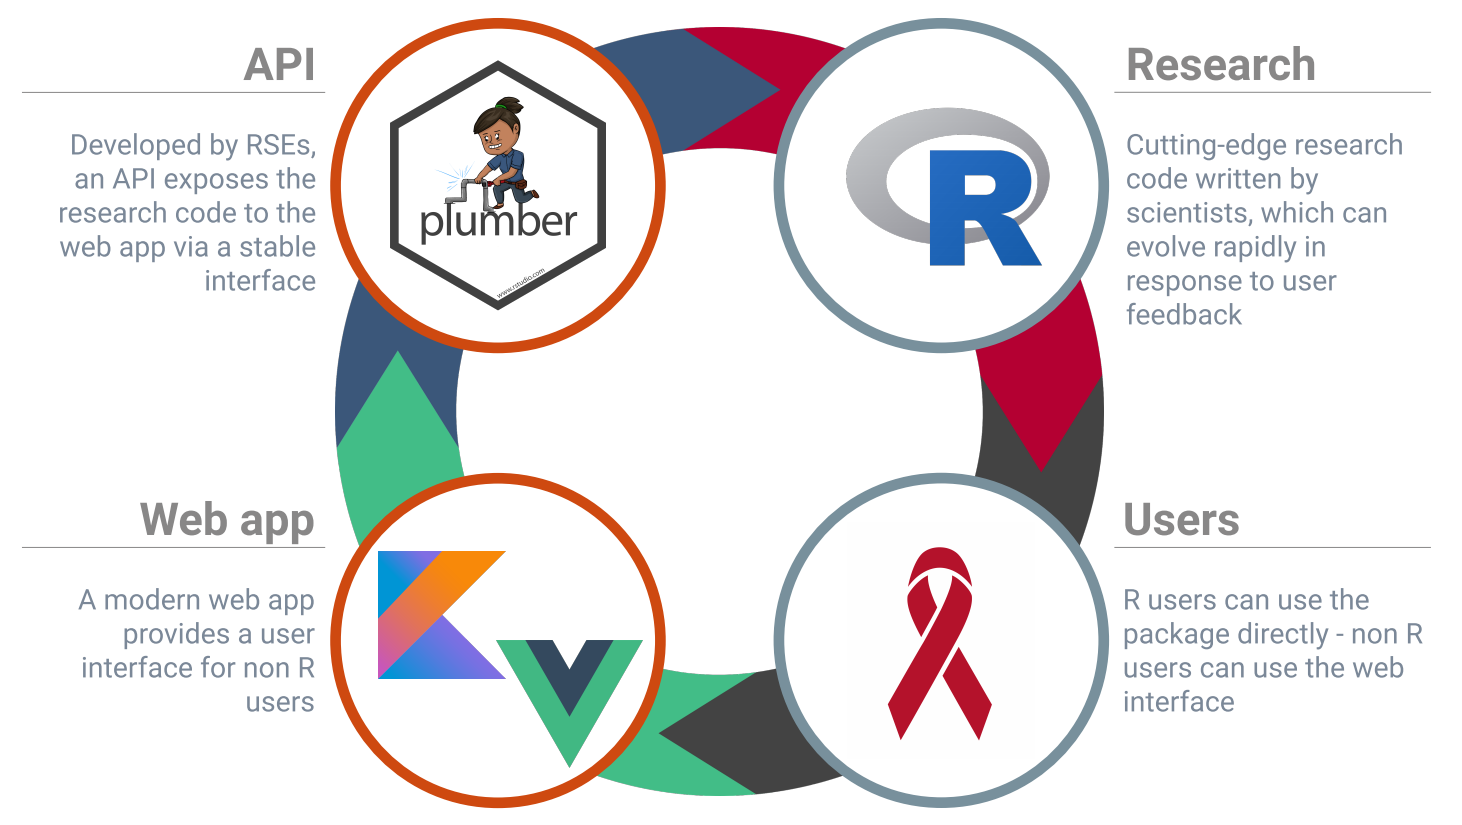 API
Developed by RSEs,
an API exposes the
research code to the
web app via a stable
interface
plumber
www.rstudio.com
R
Research
Cutting-edge research
code written by
scientists, which can
evolve rapidly in
response to user
feedback
Web app
A modern web app
provides a user
interface for non R
users
Users
R users can use the
package directly - non R
users can use the web
interface